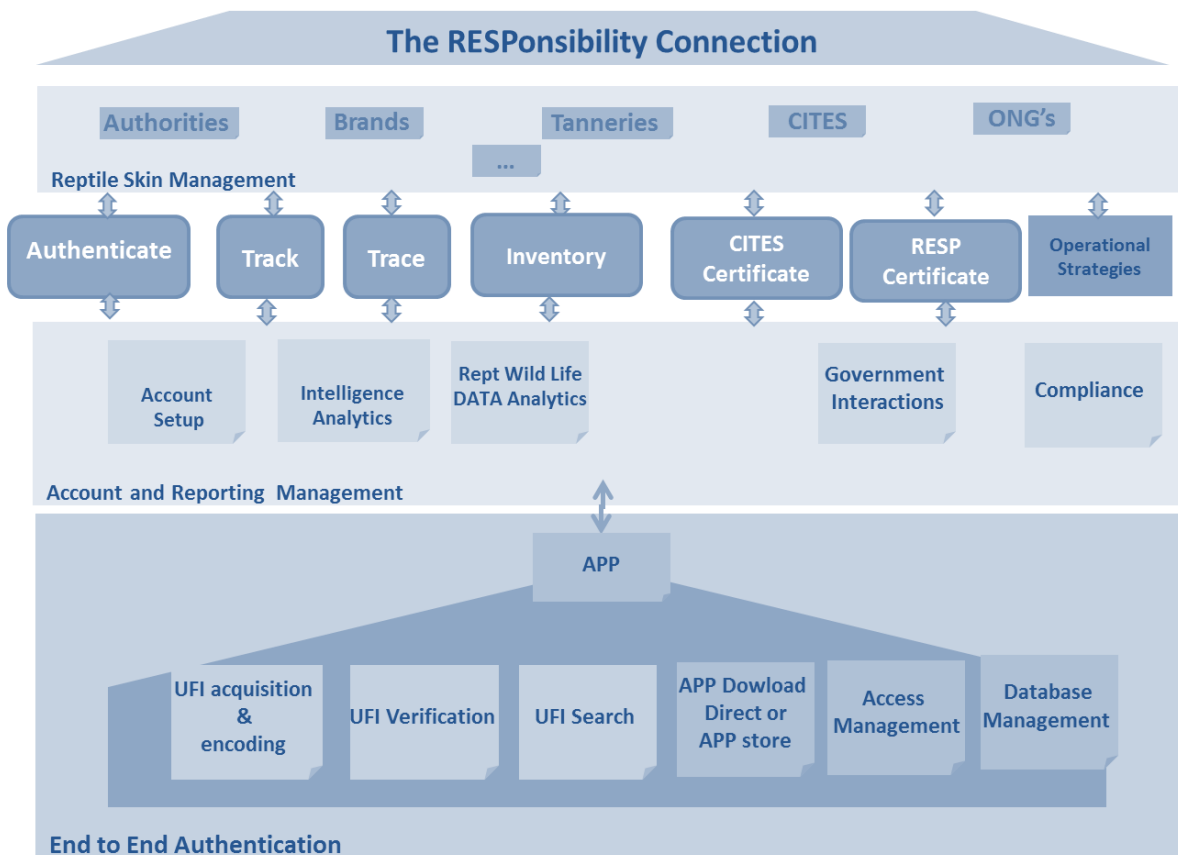 The RESPonsibility Connection
Authorities
Brands
Tanneries
CITES
ONG's
...
Reptile Skin Management
Authenticate
Track
Trace
Inventory
CITES
Certificate
RESP
Certificate
Operational
Strategies
Account
Setup
Intelligence
Analytics
Rept Wild Life
DATA Analytics
Government
Interactions
Compliance
Account and Reporting Management
APP
UFI acquisition
&
encoding
UFI Verification
UFI Search
APP Dowload
Direct or
APP store
Access
Management
Database
Management
End to End Authentication